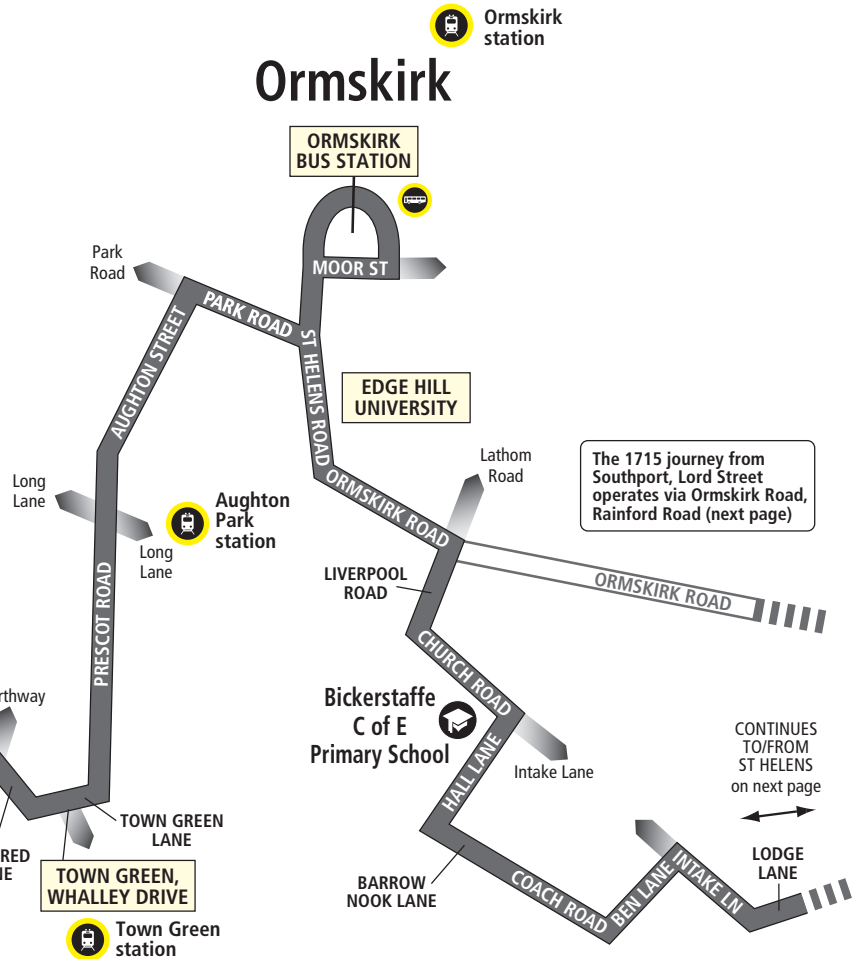 Ormskirk
station
Ormskirk
ORMSKIRK
BUS STATION
Park
Road
MOOR ST
PARK ROAD
AUGHTON STREET
ST HELENS ROAD
EDGE HILL
UNIVERSITY
Lathom
Road
The 1715 journey from
Southport, Lord Street
operates via Ormskirk Road,
Rainford Road (next page)
Long
Lane
Aughton
Park
station
ORMSKIRK ROAD
Long
Lane
LIVERPOOL
ROAD
ORMSKIRK ROAD
PRESCOT ROAD
CHURCH ROAD
rthway
Bickerstaffe
C of E
Primary School
HALL LANE
Intake Lane
CONTINUES
TO/FROM
ST HELENS
on next page
TOWN GREEN
LANE
RED
NE
TOWN GREEN,
WHALLEY DRIVE
BARROW
NOOK LANE
COACH ROAD
BEN LANE
INTAKE LN
LODGE
LANE
Town Green
station